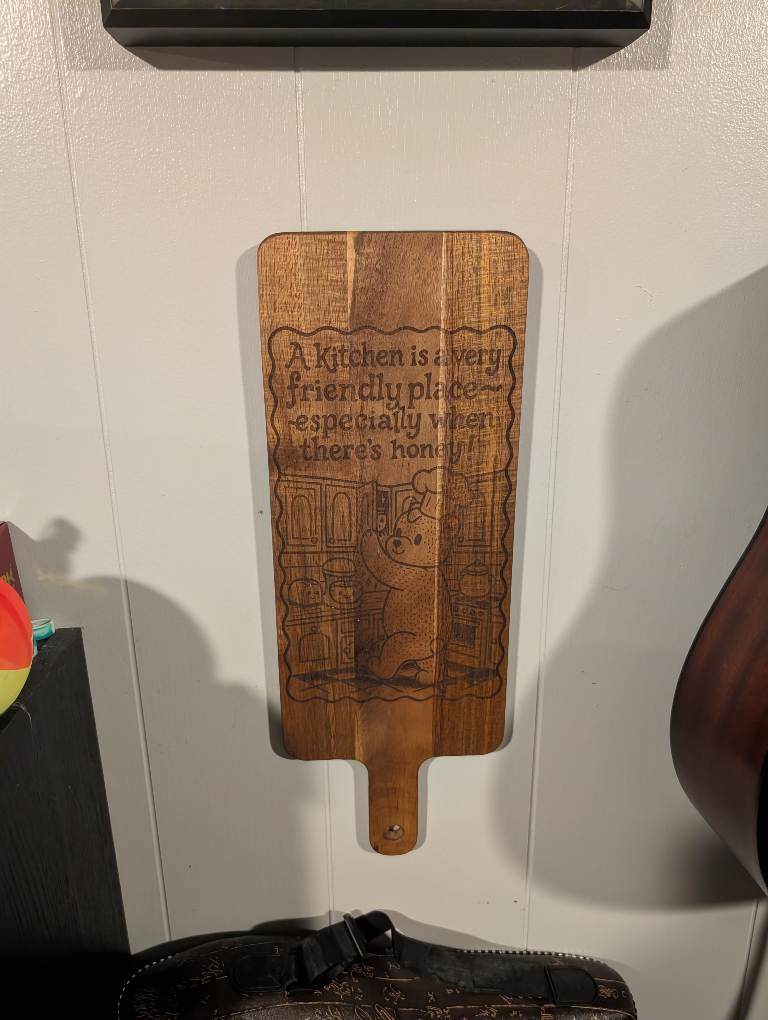 A kitchen is a very
friendly place~
~especially when
there's honey!